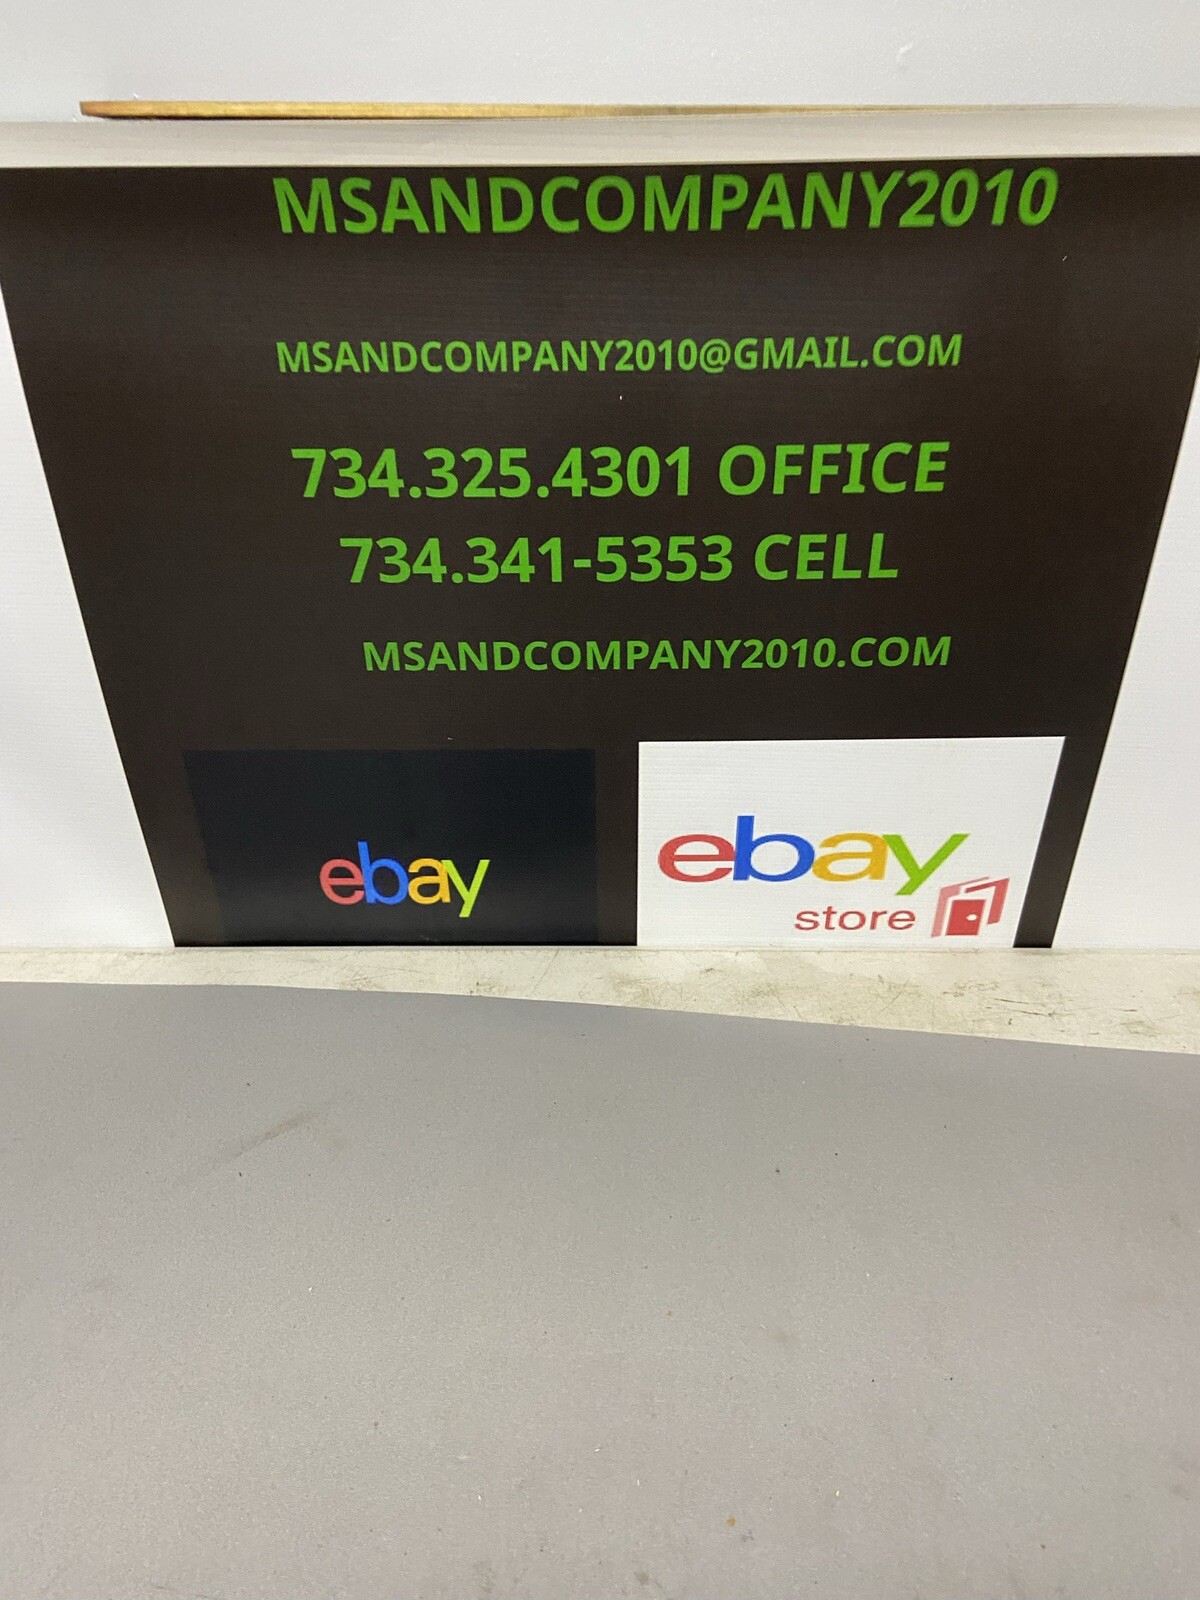 MSANDCOMPANY2010
MSANDCOMPANY2010@GMAIL.COM
734.325.4301 OFFICE
734.341-5353 CELL
MSANDCOMPANY2010.COM
ebay
ebay
store